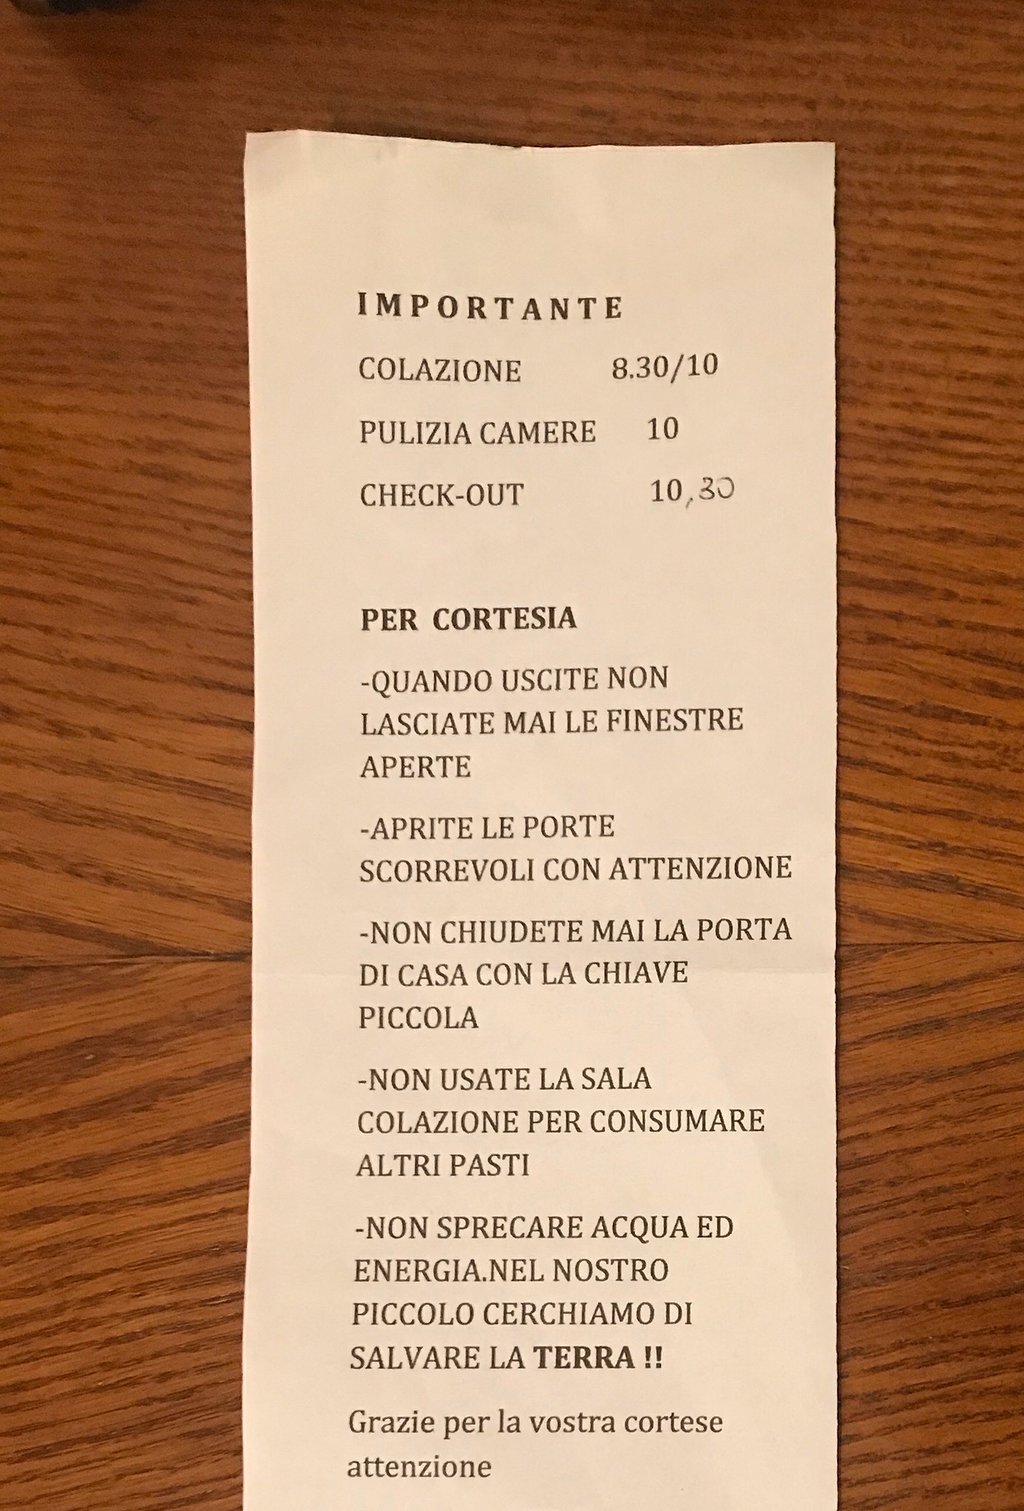 IMPORTANTE
COLAZIONE 8.30/10
PULIZIA CAMERE 10
CHECK-OUT 10,30
PER CORTESIA
-QUANDO USCITE NON
LASCIATE MAI LE FINESTRE
APERTE
-APRITE LE PORTE
SCORREVOLI CON ATTENZIONE
-NON CHIUDETE MAI LA PORTA
DI CASA CON LA CHIAVE
PICCOLA
-NON USATE LA SALA
COLAZIONE PER CONSUMARE
ALTRI PASTI
-NON SPRECARE ACQUA ED
ENERGIA.NEL NOSTRO
PICCOLO CERCHIAMO DI
SALVARE LA TERRA !!
Grazie per la vostra cortese
attenzione